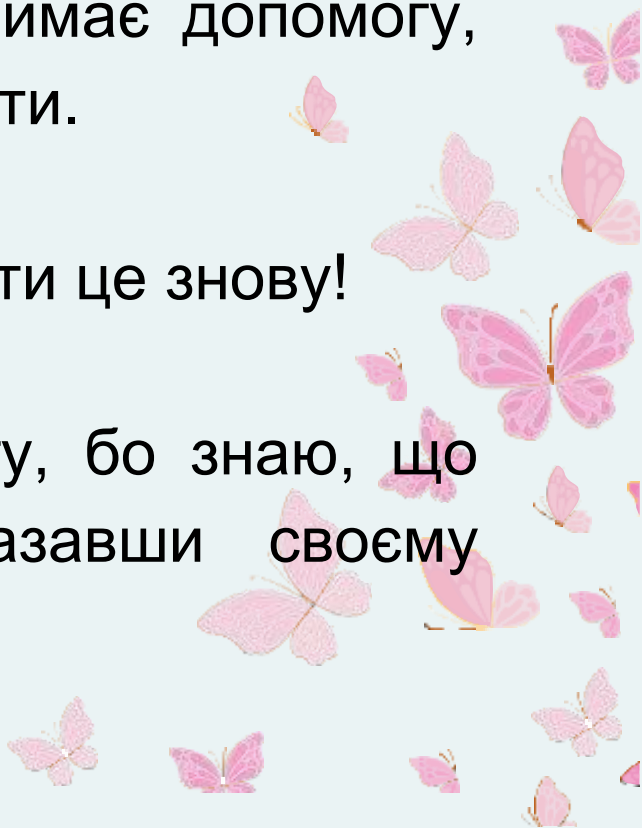 имає допомогу,
ти.
ти це знову!
у, бо знаю, що
азавши своєму